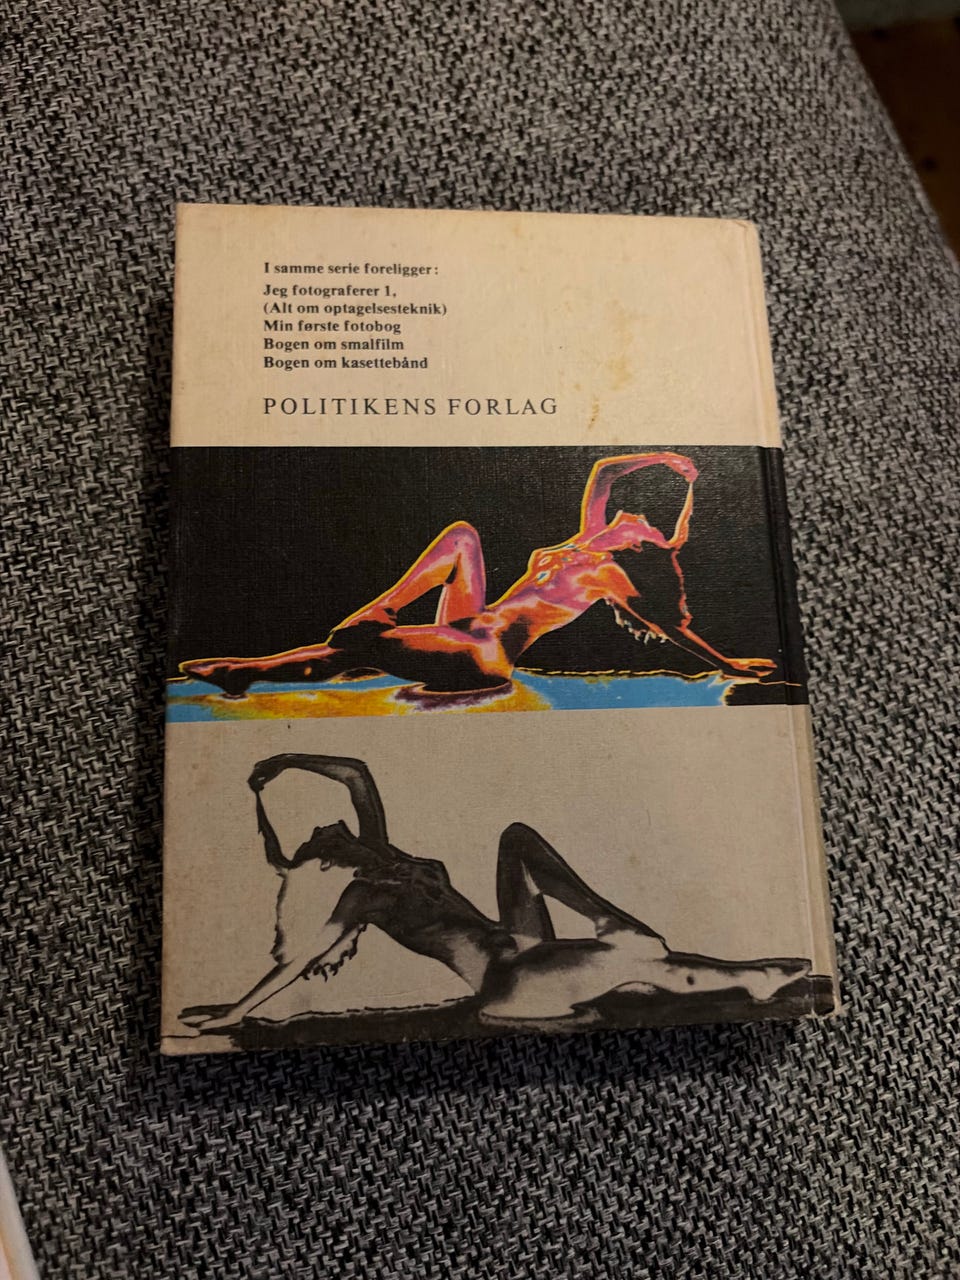 I samme serie foreligger:
Jeg fotograferer 1,
(Alt om optagelsesteknik)
Min første fotobog
Bogen om smalfilm
Bogen om kasettebånd
POLITIKENS FORLAG